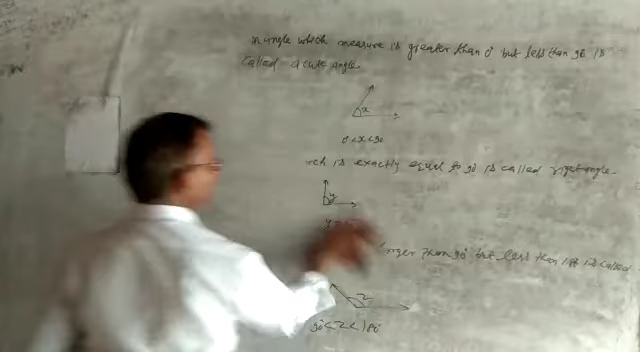 angle which measure is greater than 0 but less than 90 is
called acute angle.
x
0<x<90
is exactly equal to 90 is called right angle.
y
y
larger than 90 but less than 180 is called
z
90<z<180